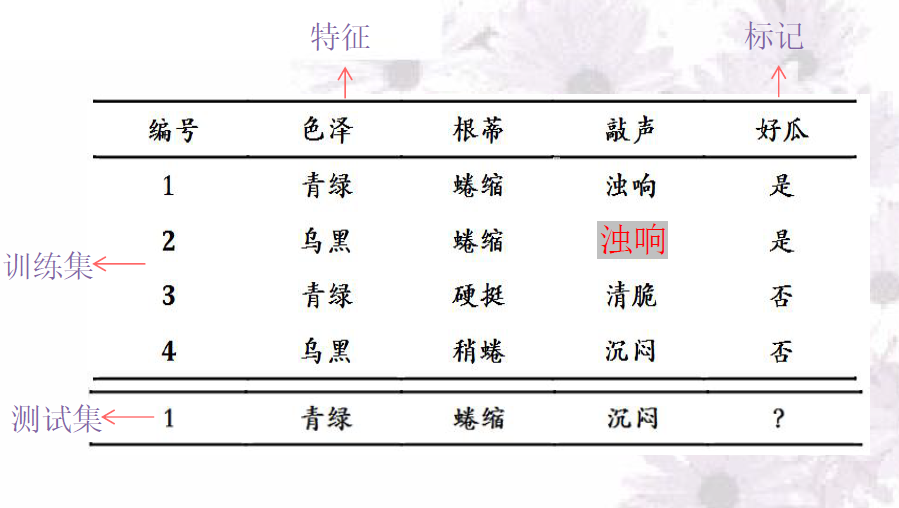 特征 标记
编号 色泽 根蒂 敲声 好瓜
1 青绿 蜷缩 浊响 是
2 乌黑 蜷缩 浊响 是
训练集
3 青绿 硬挺 清脆 否
4 乌黑 稍蜷 沉闷 否
测试集 1 青绿 蜷缩 沉闷 ?